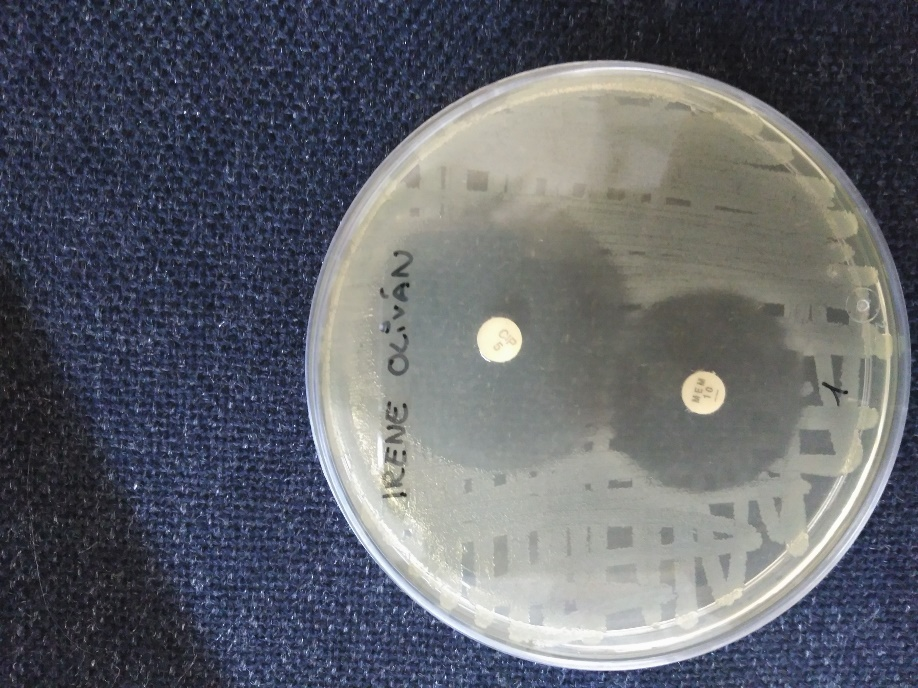 IRENE OLIVÁN
CIP
5
MEM
10
1